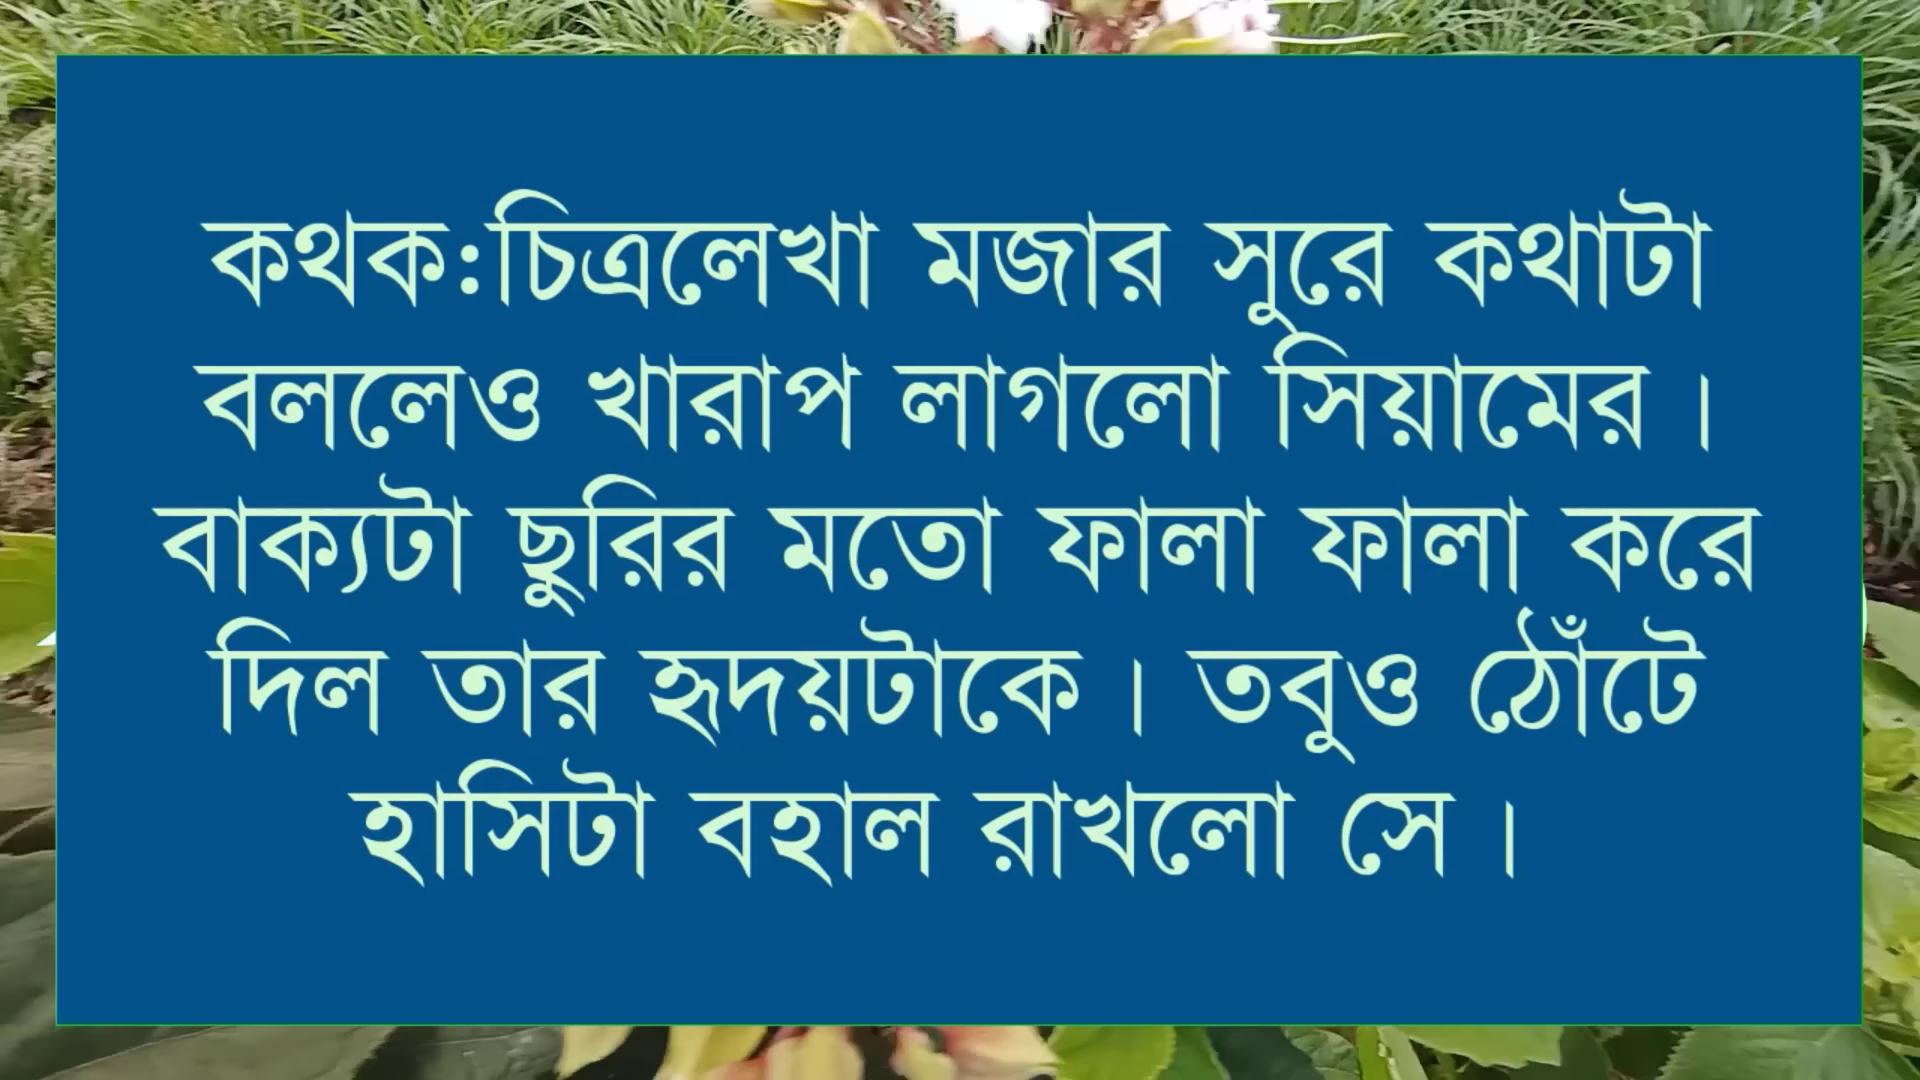 কথক:চিত্রলেখা মজার সুরে কথাটা
বললেও খারাপ লাগলো সিয়ামের।
বাক্যটা ছুরির মতো ফালা ফালা করে
দিল তার হৃদয়টাকে। তবুও ঠোঁটে
হাসিটা বহাল রাখলো সে।